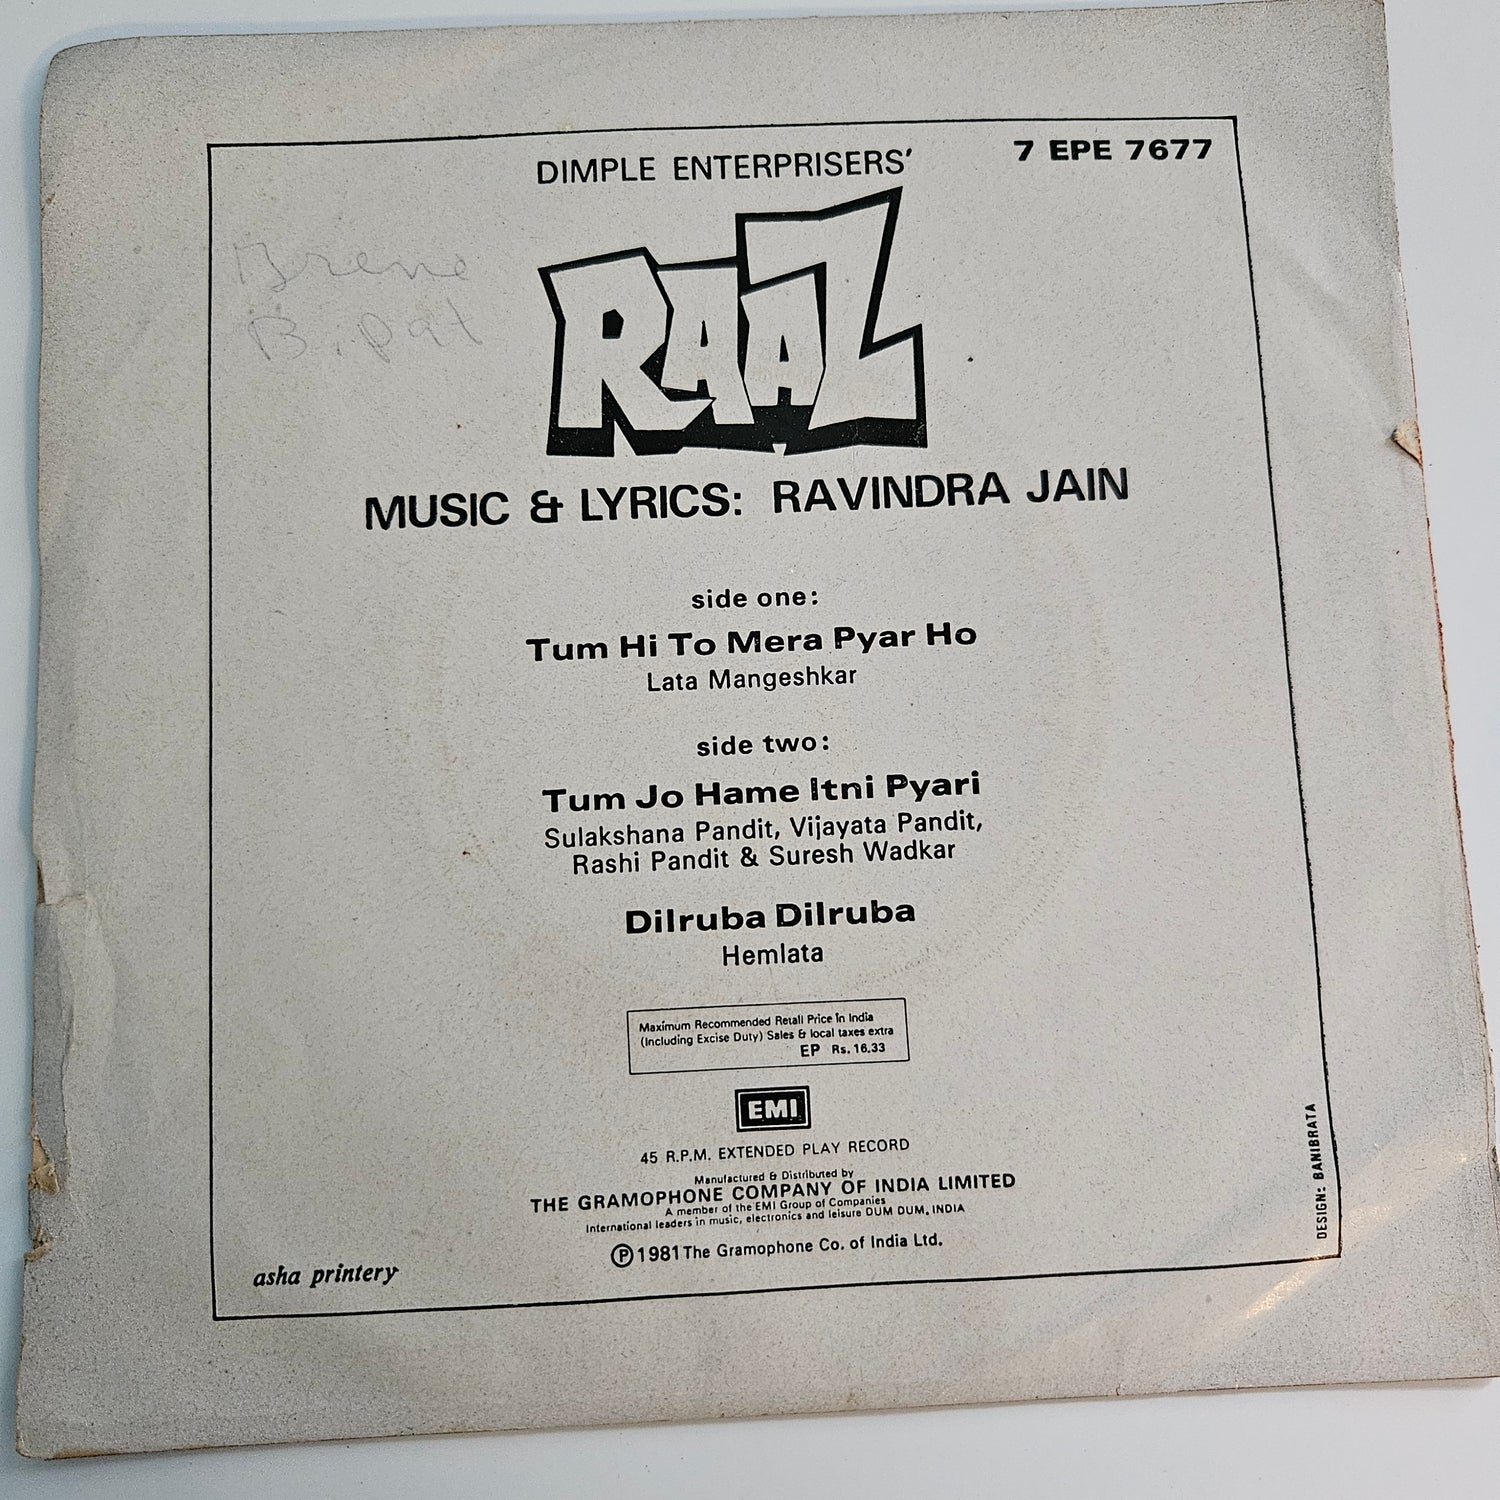 DIMPLE ENTERPRISERS'
7 EPE 7677
RAAZ
MUSIC & LYRICS: RAVINDRA JAIN
side one:
Tum Hi To Mera Pyar Ho
Lata Mangeshkar
side two:
Tum Jo Hame Itni Pyari
Sulakshana Pandit, Vijayata Pandit,
Rashi Pandit & Suresh Wadkar
Dilruba Dilruba
Hemlata
Maximum Recommended Retail Price in India
(Including Excise Duty) Sales & local taxes extra
EP Rs. 16.33
EMI
45 R.P.M. EXTENDED PLAY RECORD
Manufactured & Distributed by
THE GRAMOPHONE COMPANY OF INDIA LIMITED
A member of the EMI Group of Companies
International leaders in music, electronics and leisure DUM DUM, INDIA
℗ 1981 The Gramophone Co. of India Ltd.
asha printery
DESIGN: BANIBRATA